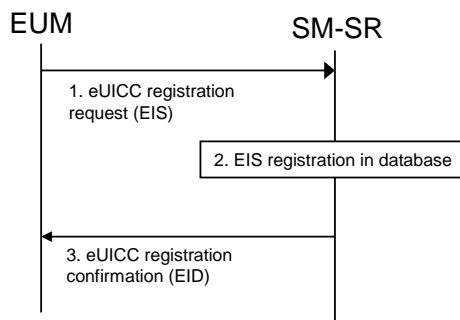 EUM
SM-SR
1. eUICC registration
request (EIS)
2. EIS registration in database
3. eUICC registration
confirmation (EID)